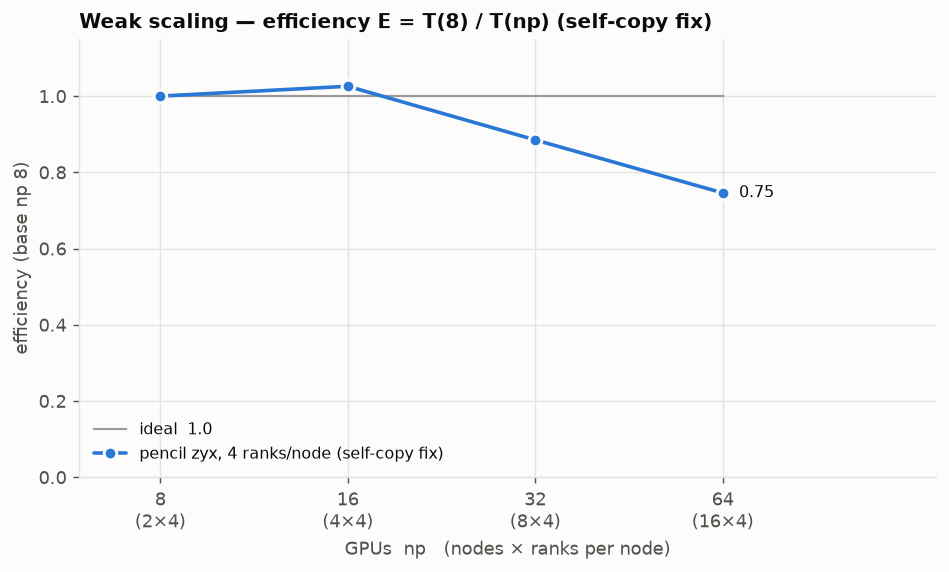 Weak scaling — efficiency E = T(8) / T(np) (self-copy fix)
efficiency (base np 8)
1.0
0.8
0.6
0.4
0.2
0.0
0.75
ideal 1.0
pencil zyx, 4 ranks/node (self-copy fix)
8 16 32 64
(2×4) (4×4) (8×4) (16×4)
GPUs np (nodes × ranks per node)